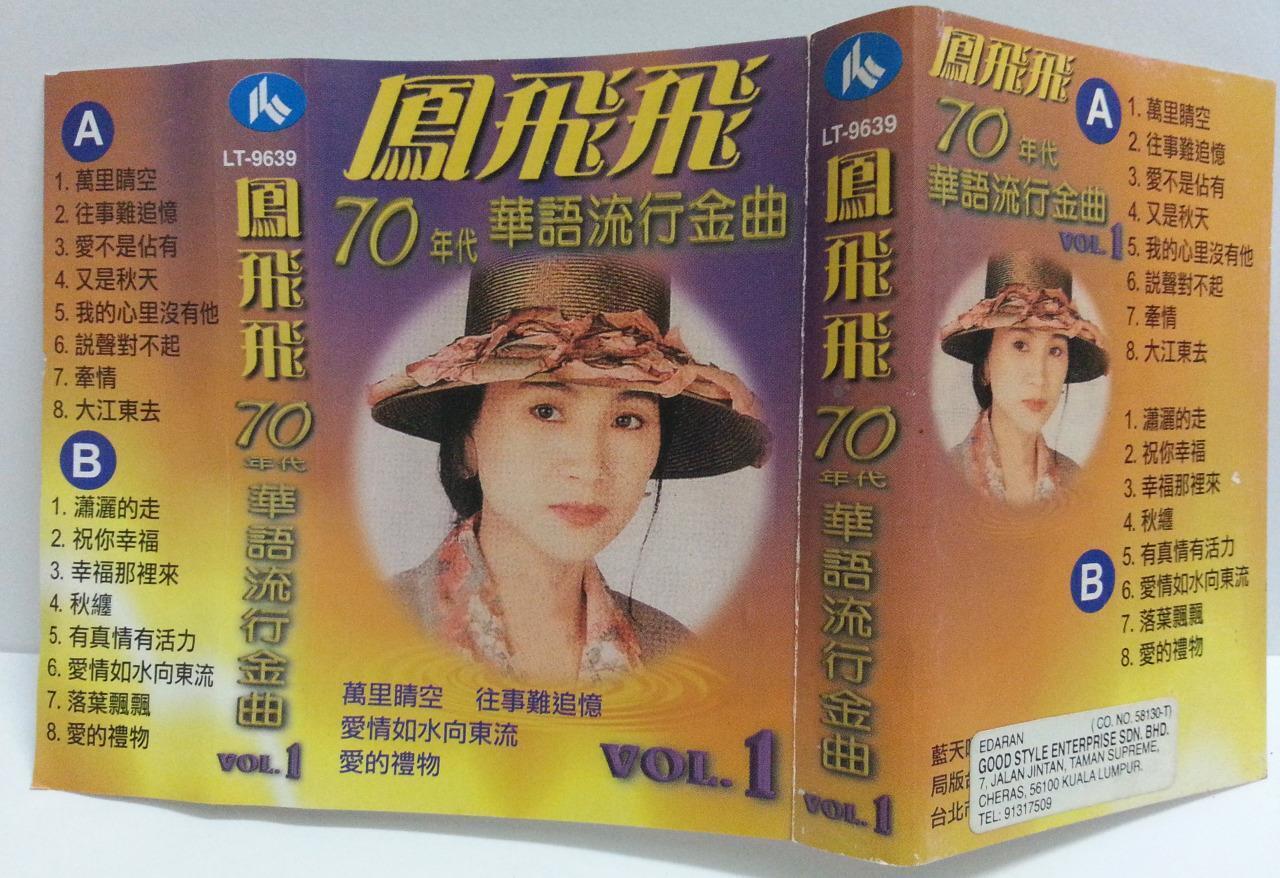 A
1. 萬里晴空
2. 往事難追憶
3. 愛不是佔有
4. 又是秋天
5. 我的心里沒有他
6. 説聲對不起
7. 牽情
8. 大江東去
B
1. 瀟灑的走
2. 祝你幸福
3. 幸福那裡來
4. 秋纏
5. 有真情有活力
6. 愛情如水向東流
7. 落葉飄飄
8. 愛的禮物
LT-9639
鳳飛飛
70
年代
華語流行金曲
VOL.1
鳳飛飛
70年代 華語流行金曲
萬里晴空 往事難追憶
愛情如水向東流
愛的禮物
VOL.1
LT-9639
鳳飛飛
70
年代
華語流行金曲
VOL.1
鳳飛飛
70年代
華語流行金曲
VOL.1
A
1. 萬里晴空
2. 往事難追憶
3. 愛不是佔有
4. 又是秋天
5. 我的心里沒有他
6. 説聲對不起
7. 牽情
8. 大江東去
B
1. 瀟灑的走
2. 祝你幸福
3. 幸福那裡來
4. 秋纏
5. 有真情有活力
6. 愛情如水向東流
7. 落葉飄飄
8. 愛的禮物
藍天
局版
台北
( CO. NO. 58130-T)
EDARAN
GOOD STYLE ENTERPRISE SDN. BHD.
7, JALAN JINTAN, TAMAN SUPREME,
CHERAS, 56100 KUALA LUMPUR.
TEL: 91317509